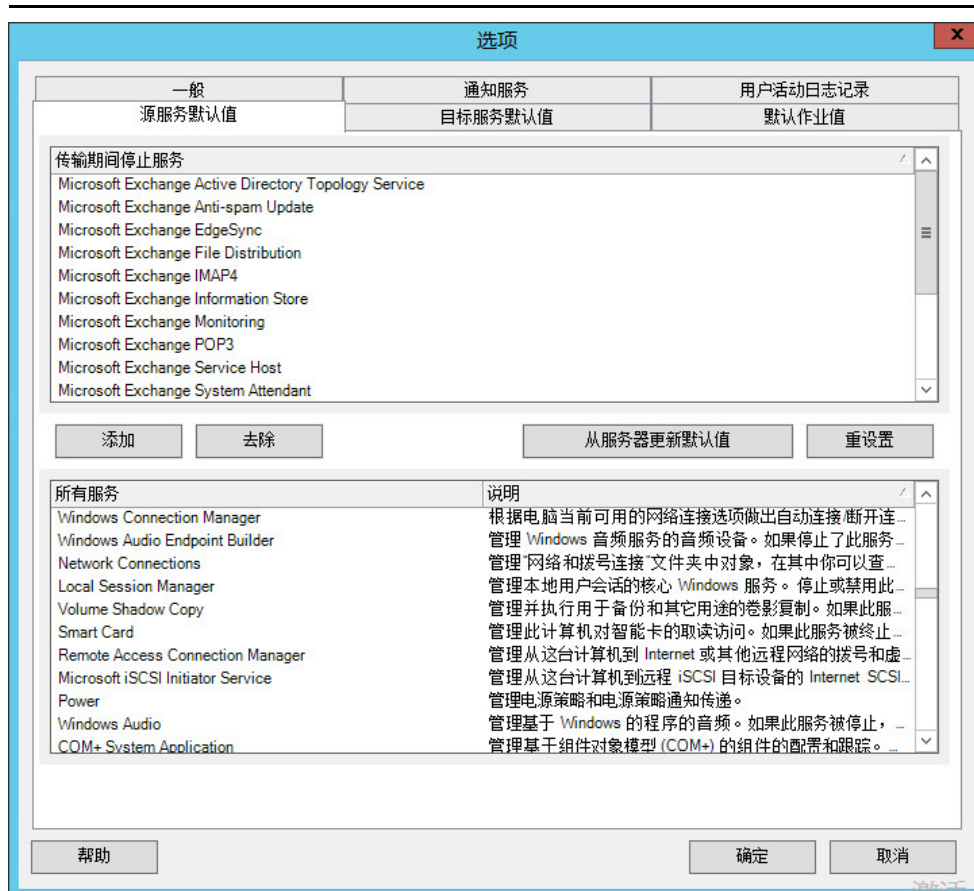 选项
x
一般 通知服务 用户活动日志记录
源服务默认值 目标服务默认值 默认作业值
传输期间停止服务
Microsoft Exchange Active Directory Topology Service
Microsoft Exchange Anti-spam Update
Microsoft Exchange EdgeSync
Microsoft Exchange File Distribution
Microsoft Exchange IMAP4
Microsoft Exchange Information Store
Microsoft Exchange Monitoring
Microsoft Exchange POP3
Microsoft Exchange Service Host
Microsoft Exchange System Attendant
添加 去除 从服务器更新默认值 重设置
所有服务 说明
Windows Connection Manager 根据电脑当前可用的网络连接选项做出自动连接/断开连...
Windows Audio Endpoint Builder 管理 Windows 音频服务的音频设备。如果停止了此服务...
Network Connections 管理"网络和拨号连接"文件夹中对象，在其中你可以查...
Local Session Manager 管理本地用户会话的核心 Windows 服务。停止或禁用此...
Volume Shadow Copy 管理并执行用于备份和其它用途的卷影复制。如果此服...
Smart Card 管理此计算机对智能卡的取读访问。如果此服务被终止...
Remote Access Connection Manager 管理从这台计算机到 Internet 或其他远程网络的拨号和虚...
Microsoft iSCSI Initiator Service 管理从这台计算机到远程 iSCSI 目标设备的 Internet SCSI...
Power 管理电源策略和电源策略通知传递。
Windows Audio 管理基于 Windows 的程序的音频。如果此服务被停止，...
COM+ System Application 管理基于组件对象模型 (COM+) 的组件的配置和跟踪。...
帮助 确定 取消
激活